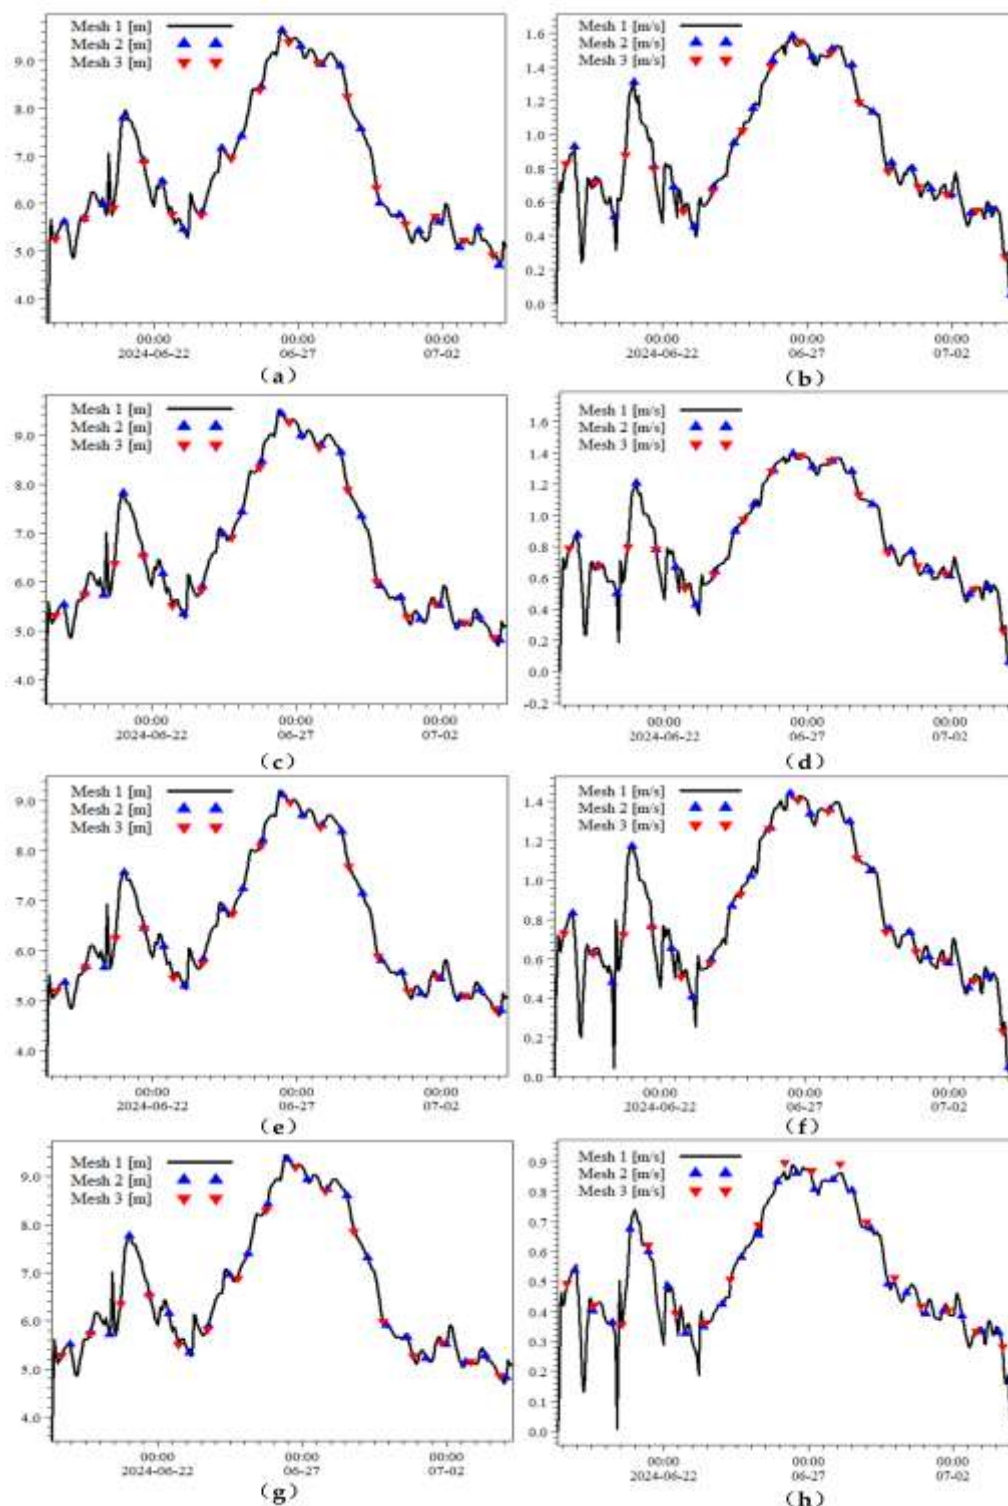 Mesh 1 [m]
Mesh 2 [m]
Mesh 3 [m]
9.0
8.0
7.0
6.0
5.0
4.0
00:00 00:00 00:00
2024-06-22 06-27 07-02
(a)
Mesh 1 [m/s]
Mesh 2 [m/s]
Mesh 3 [m/s]
1.6
1.4
1.2
1.0
0.8
0.6
0.4
0.2
0.0
00:00 00:00 00:00
2024-06-22 06-27 07-02
(b)
Mesh 1 [m]
Mesh 2 [m]
Mesh 3 [m]
9.0
8.0
7.0
6.0
5.0
4.0
00:00 00:00 00:00
2024-06-22 06-27 07-02
(c)
Mesh 1 [m/s]
Mesh 2 [m/s]
Mesh 3 [m/s]
1.6
1.4
1.2
1.0
0.8
0.6
0.4
0.2
0.0
-0.2
00:00 00:00 00:00
2024-06-22 06-27 07-02
(d)
Mesh 1 [m]
Mesh 2 [m]
Mesh 3 [m]
9.0
8.0
7.0
6.0
5.0
4.0
00:00 00:00 00:00
2024-06-22 06-27 07-02
(e)
Mesh 1 [m/s]
Mesh 2 [m/s]
Mesh 3 [m/s]
1.4
1.2
1.0
0.8
0.6
0.4
0.2
0.0
00:00 00:00 00:00
2024-06-22 06-27 07-02
(f)
Mesh 1 [m]
Mesh 2 [m]
Mesh 3 [m]
9.0
8.0
7.0
6.0
5.0
4.0
00:00 00:00 00:00
2024-06-22 06-27 07-02
(g)
Mesh 1 [m/s]
Mesh 2 [m/s]
Mesh 3 [m/s]
0.9
0.8
0.7
0.6
0.5
0.4
0.3
0.2
0.1
0.0
00:00 00:00 00:00
2024-06-22 06-27 07-02
(h)